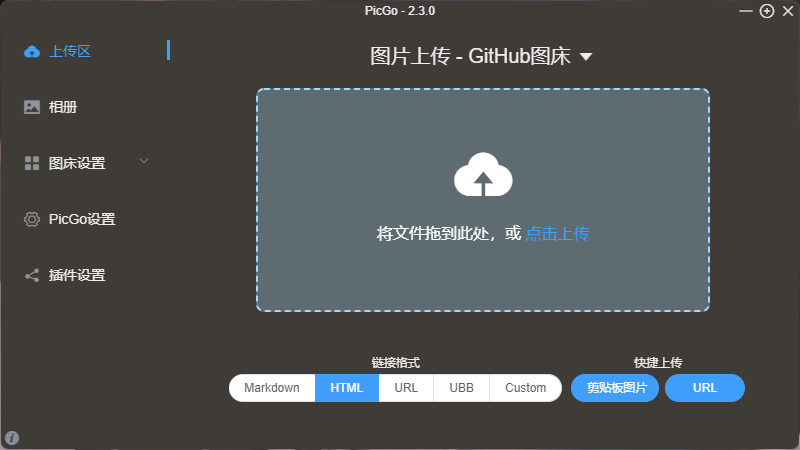 PicGo - 2.3.0
上传区
相册
图床设置
PicGo设置
插件设置
图片上传 - GitHub图床
将文件拖到此处，或 点击上传
链接格式
Markdown HTML URL UBB Custom
快捷上传
剪贴板图片 URL